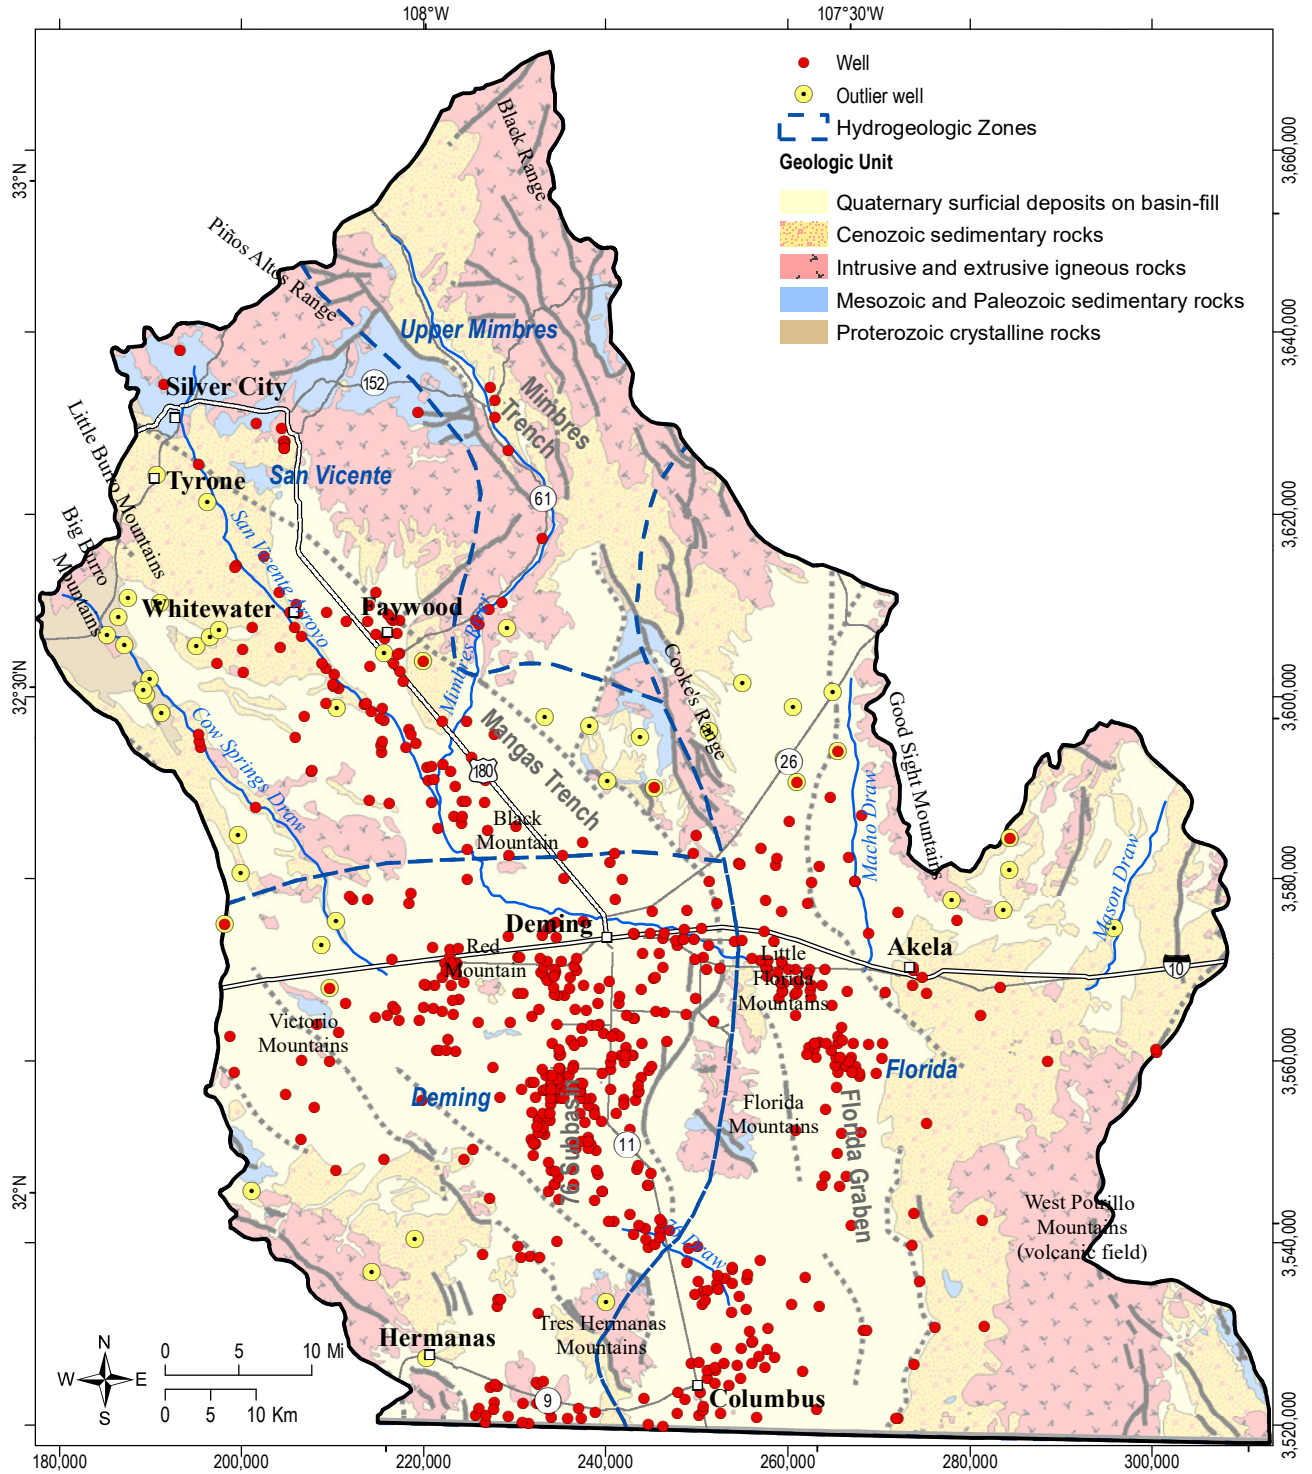 108°W
107°30'W
Well
Outlier well
Hydrogeologic Zones
Geologic Unit
Quaternary surficial deposits on basin-fill
Cenozoic sedimentary rocks
Intrusive and extrusive igneous rocks
Mesozoic and Paleozoic sedimentary rocks
Proterozoic crystalline rocks
33°N
32°30'N
32°N
3,660,000
3,640,000
3,620,000
3,600,000
3,580,000
3,560,000
3,540,000
3,520,000
Black Range
Piños Altos Range
Upper Mimbres
152
Silver City
Mimbres
Trench
Little Burro Mountains
San Vicente
Tyrone
61
Big Burro
Mountains
San Vicente Arroyo
Whitewater
Faywood
Mimbres River
Cooke's Range
Good Sight Mountains
Cow Springs Draw
Mangas Trench
26
180
Macho Draw
Black
Mountain
Mason Draw
Deming
Akela
Red
Mountain
Little
Florida
Mountains
10
Victorio
Mountains
Deming
76 Subbasin
Florida
Florida
Mountains
Florida Graben
11
West Potrillo
Mountains
(volcanic field)
76 Draw
Tres Hermanas
Mountains
Hermanas
Columbus
9
N
W
E
S
0
5
10 Mi
0
5
10 Km
180,000
200,000
220,000
240,000
260,000
280,000
300,000